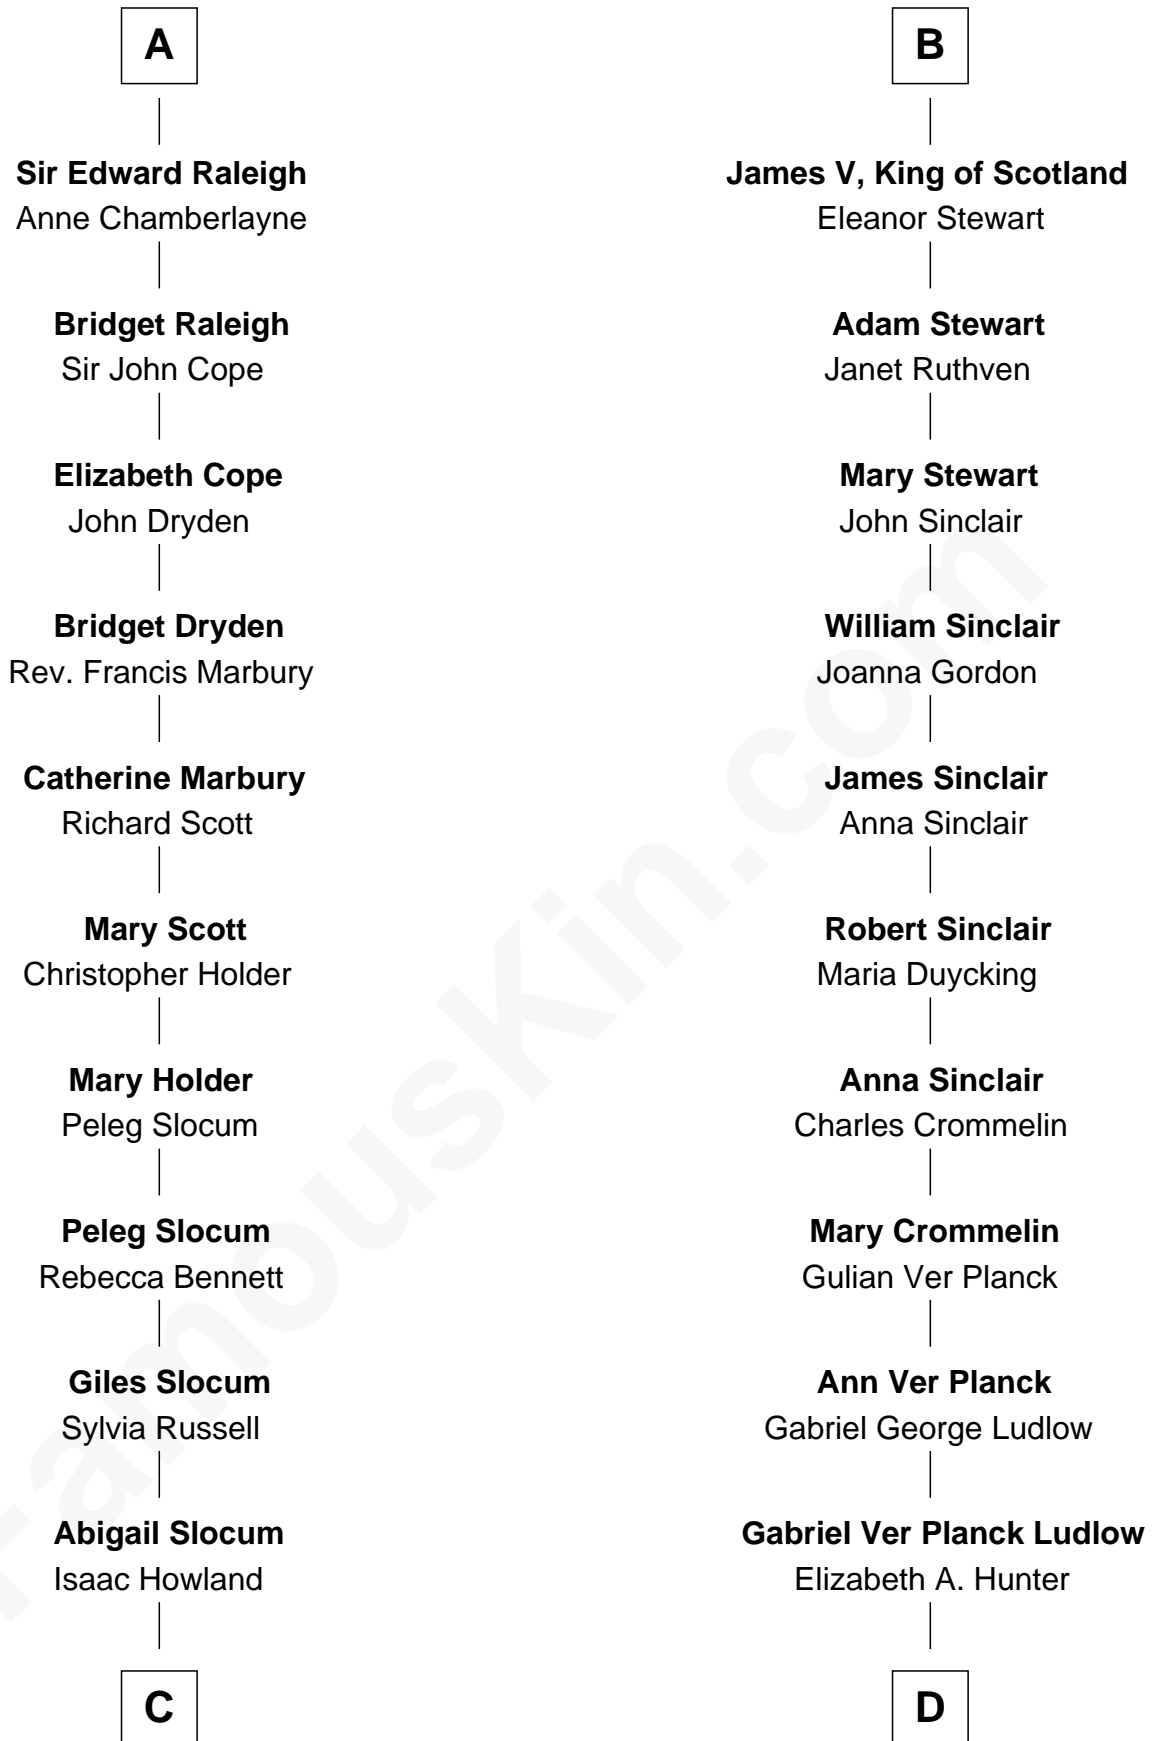 A
Sir Edward Raleigh
Anne Chamberlayne
Bridget Raleigh
Sir John Cope
Elizabeth Cope
John Dryden
Bridget Dryden
Rev. Francis Marbury
Catherine Marbury
Richard Scott
Mary Scott
Christopher Holder
Mary Holder
Peleg Slocum
Peleg Slocum
Rebecca Bennett
Giles Slocum
Sylvia Russell
Abigail Slocum
Isaac Howland
C
B
James V, King of Scotland
Eleanor Stewart
Adam Stewart
Janet Ruthven
Mary Stewart
John Sinclair
William Sinclair
Joanna Gordon
James Sinclair
Anna Sinclair
Robert Sinclair
Maria Duycking
Anna Sinclair
Charles Crommelin
Mary Crommelin
Gulian Ver Planck
Ann Ver Planck
Gabriel George Ludlow
Gabriel Ver Planck Ludlow
Elizabeth A. Hunter
D
FamousKin.com